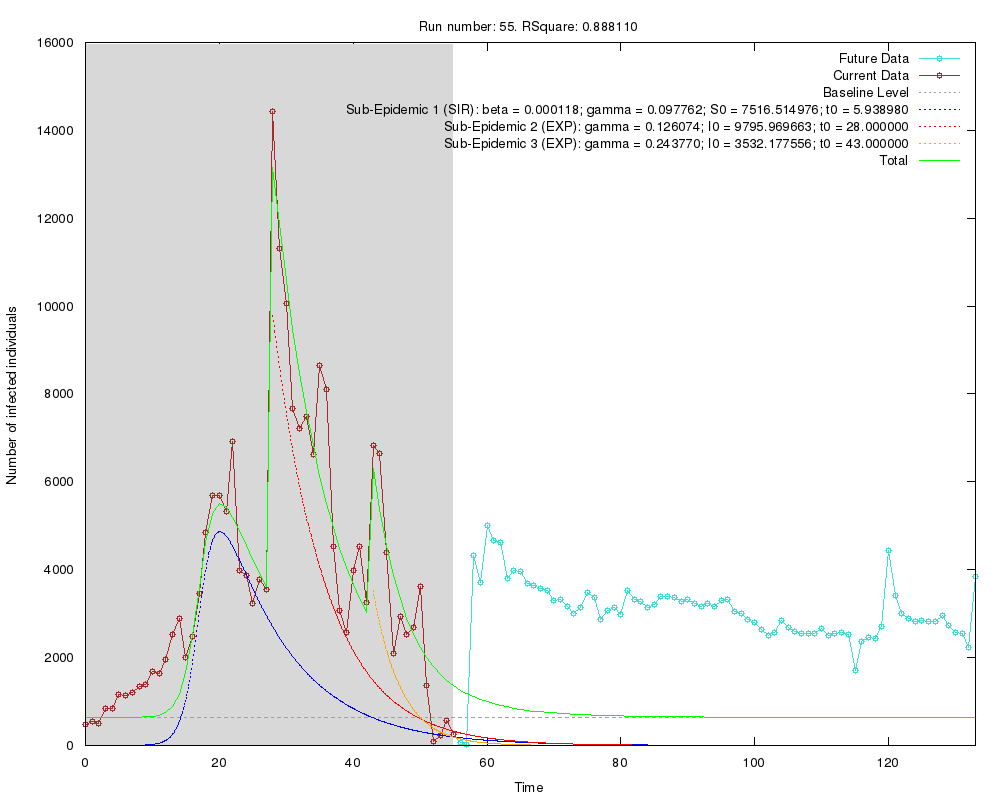 Run number: 55. RSquare: 0.888110
16000
14000
12000
10000
8000
6000
4000
2000
0
Number of infected individuals
Future Data
Current Data
Baseline Level
Sub-Epidemic 1 (SIR): beta = 0.000118; gamma = 0.097762; S0 = 7516.514976; t0 = 5.938980
Sub-Epidemic 2 (EXP): gamma = 0.126074; I0 = 9795.969663; t0 = 28.000000
Sub-Epidemic 3 (EXP): gamma = 0.243770; I0 = 3532.177556; t0 = 43.000000
Total
0 20 40 60 80 100 120
Time